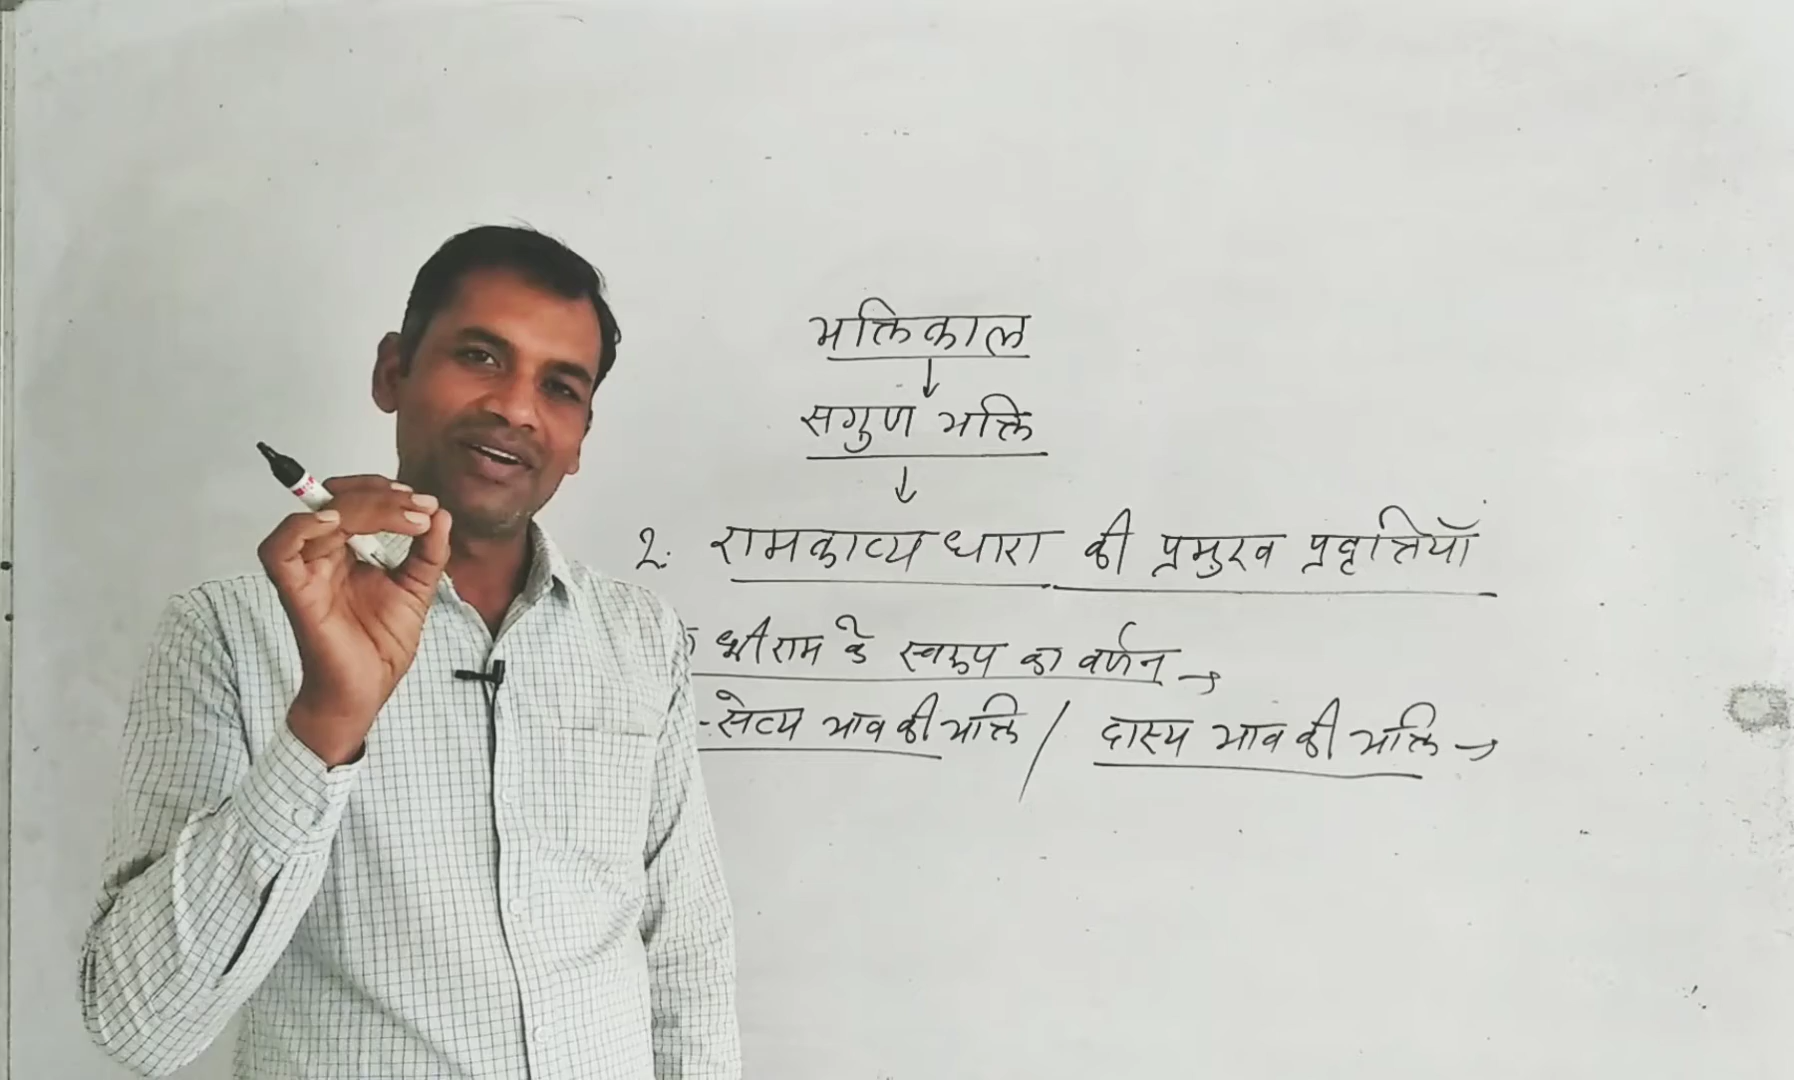 भक्तिकाल
सगुण भक्ति
2. रामकाव्य धारा की प्रमुख प्रवृत्तियाँ
श्रीराम के स्वरूप का वर्णन →
- सेव्य भाव की भक्ति / दास्य भाव की भक्ति →